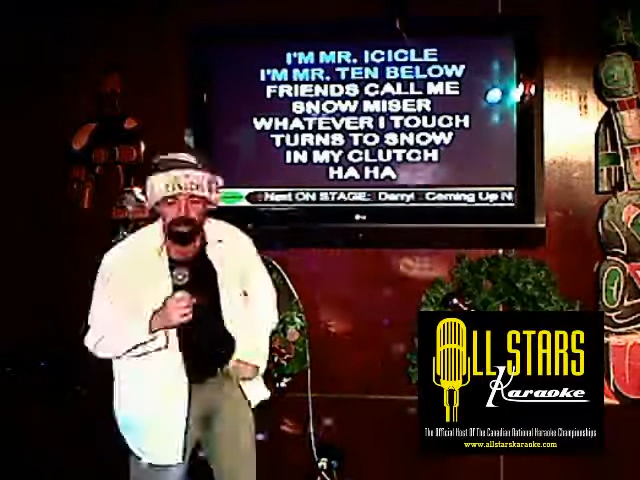 I'M MR. ICICLE
I'M MR. TEN BELOW
FRIENDS CALL ME
SNOW MISER
WHATEVER I TOUCH
TURNS TO SNOW
IN MY CLUTCH
HA HA
Next ON STAGE: Darryl Coming Up N
LG
ALL STARS
Karaoke
The Official Host Of The Canadian National Karaoke Championships
www.allstarskaraoke.com